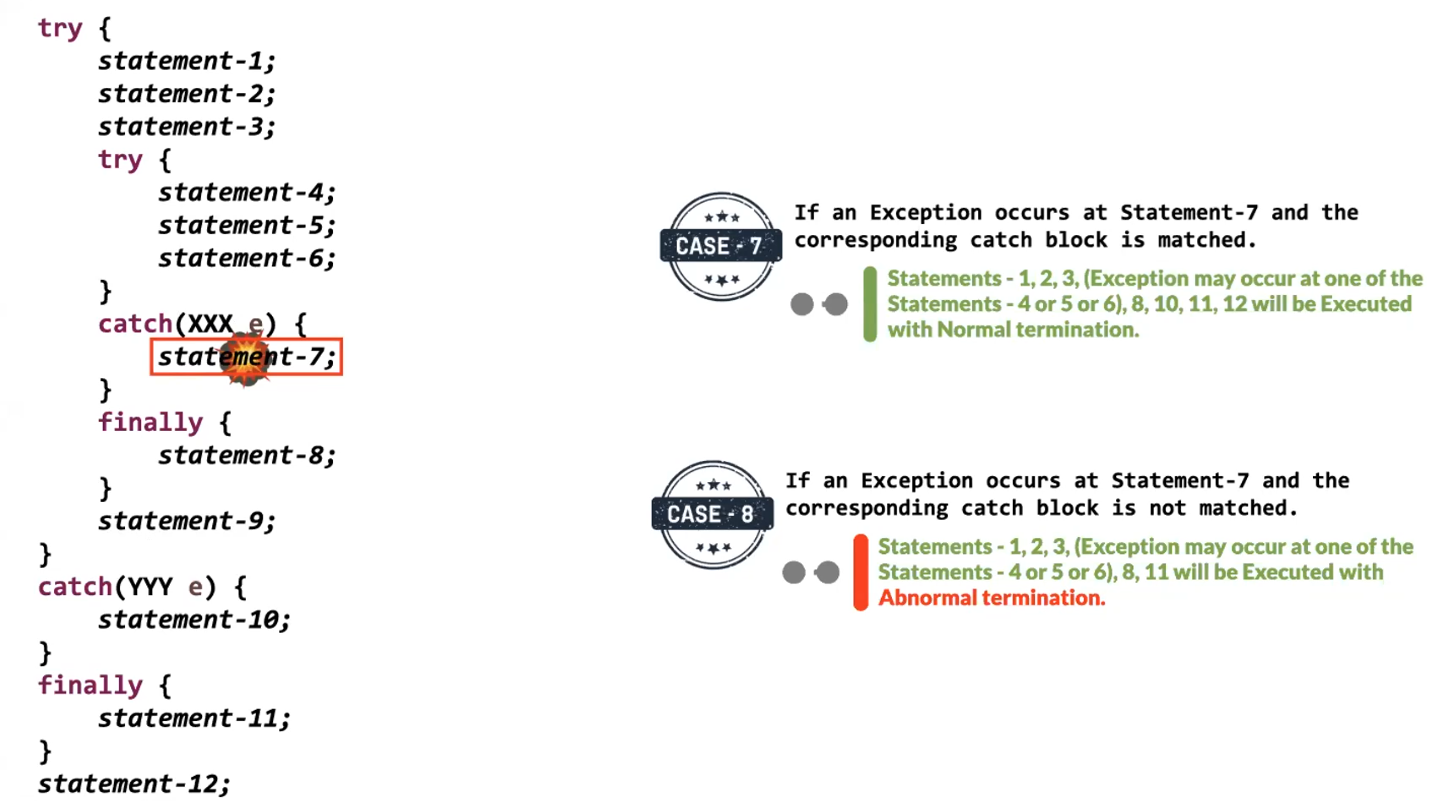 try {
statement-1;
statement-2;
statement-3;
try {
statement-4;
statement-5;
statement-6;
}
catch(XXX e) {
statement-7;
}
finally {
statement-8;
}
statement-9;
}
catch(YYY e) {
statement-10;
}
finally {
statement-11;
}
statement-12;
CASE - 7
If an Exception occurs at Statement-7 and the
corresponding catch block is matched.
Statements - 1, 2, 3, (Exception may occur at one of the
Statements - 4 or 5 or 6), 8, 10, 11, 12 will be Executed
with Normal termination.
CASE - 8
If an Exception occurs at Statement-7 and the
corresponding catch block is not matched.
Statements - 1, 2, 3, (Exception may occur at one of the
Statements - 4 or 5 or 6), 8, 11 will be Executed with
Abnormal termination.